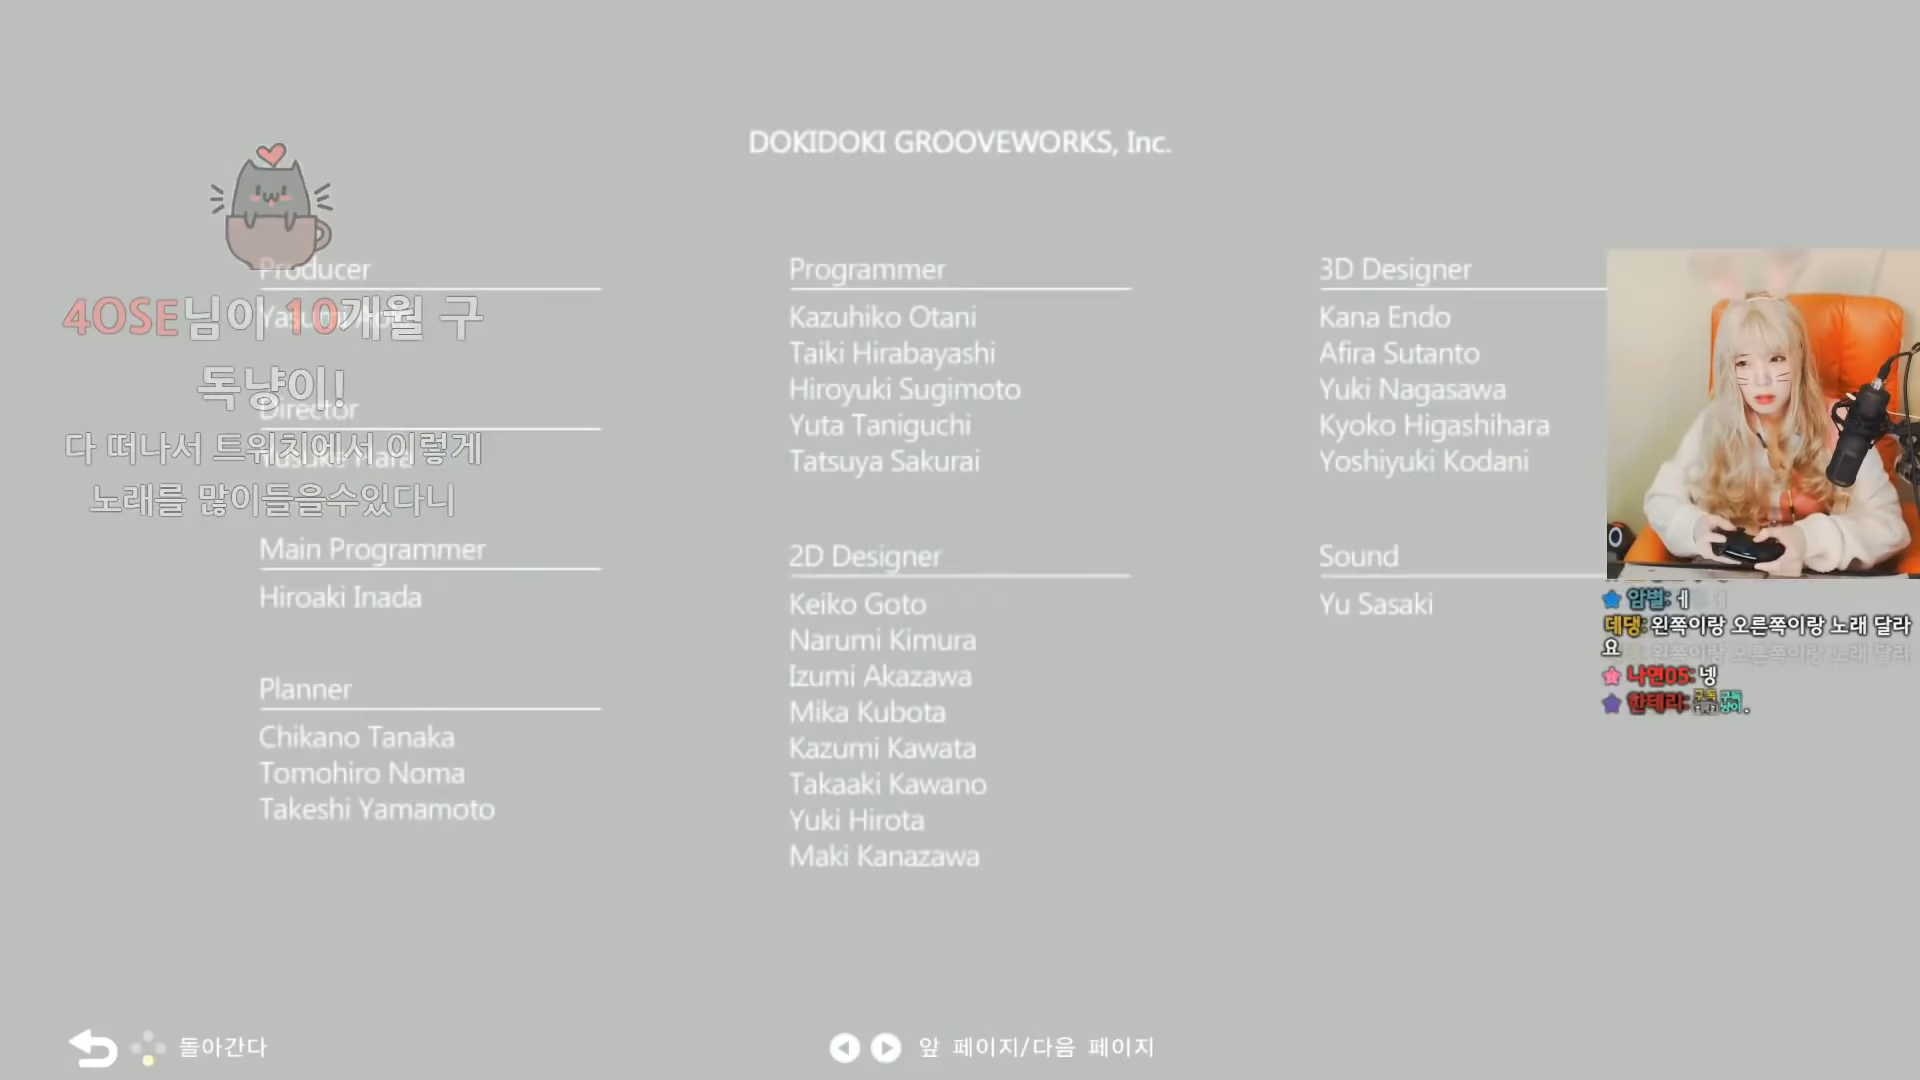 DOKIDOKI GROOVEWORKS, Inc.
Producer
4OSE님이 10개월 구
독냥이!
Director
다 떠나서 트위치에서 이렇게
노래를 많이들을수있다니
Main Programmer
Hiroaki Inada
Planner
Chikano Tanaka
Tomohiro Noma
Takeshi Yamamoto
Programmer
Kazuhiko Otani
Taiki Hirabayashi
Hiroyuki Sugimoto
Yuta Taniguchi
Tatsuya Sakurai
2D Designer
Keiko Goto
Narumi Kimura
Izumi Akazawa
Mika Kubota
Kazumi Kawata
Takaaki Kawano
Yuki Hirota
Maki Kanazawa
3D Designer
Kana Endo
Afira Sutanto
Yuki Nagasawa
Kyoko Higashihara
Yoshiyuki Kodani
Sound
Yu Sasaki
암별: ㅔ
데댕: 왼쪽이랑 오른쪽이랑 노래 달라
요
나연05: 넹
한테라:
돌아간다
앞 페이지/다음 페이지